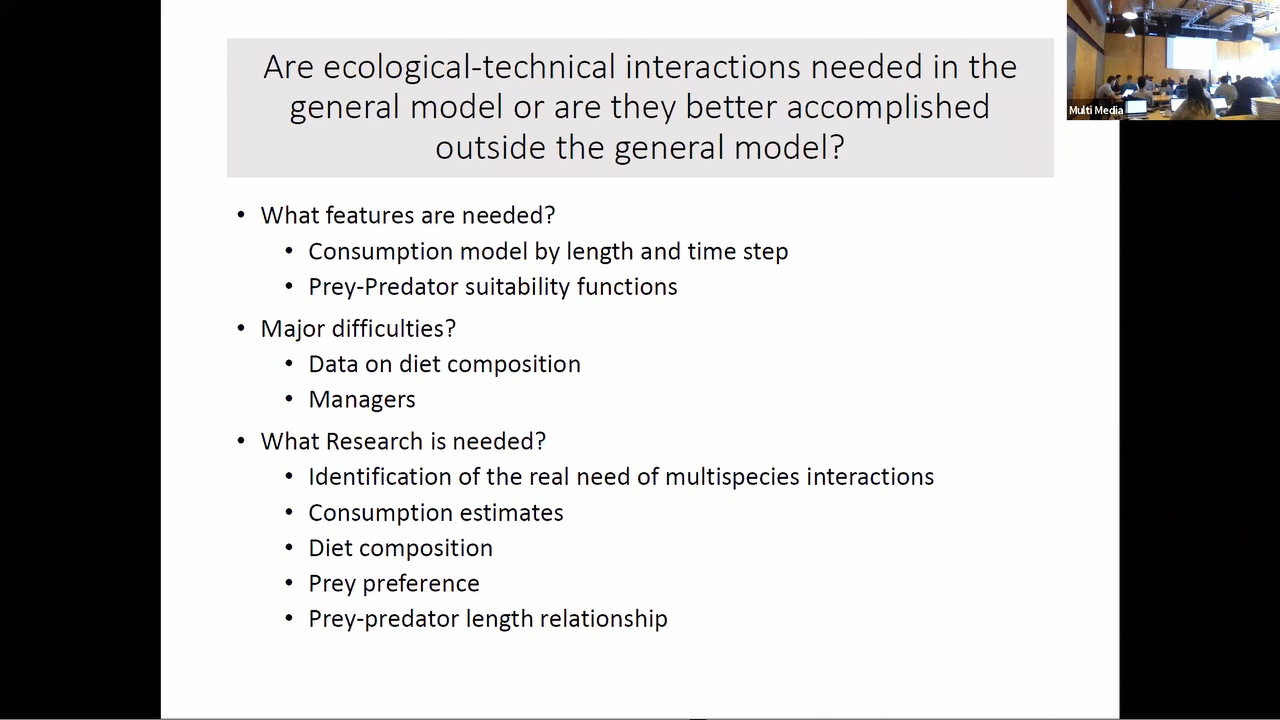 Are ecological-technical interactions needed in the
general model or are they better accomplished
outside the general model?
Multi Media
• What features are needed?
• Consumption model by length and time step
• Prey-Predator suitability functions
• Major difficulties?
• Data on diet composition
• Managers
• What Research is needed?
• Identification of the real need of multispecies interactions
• Consumption estimates
• Diet composition
• Prey preference
• Prey-predator length relationship